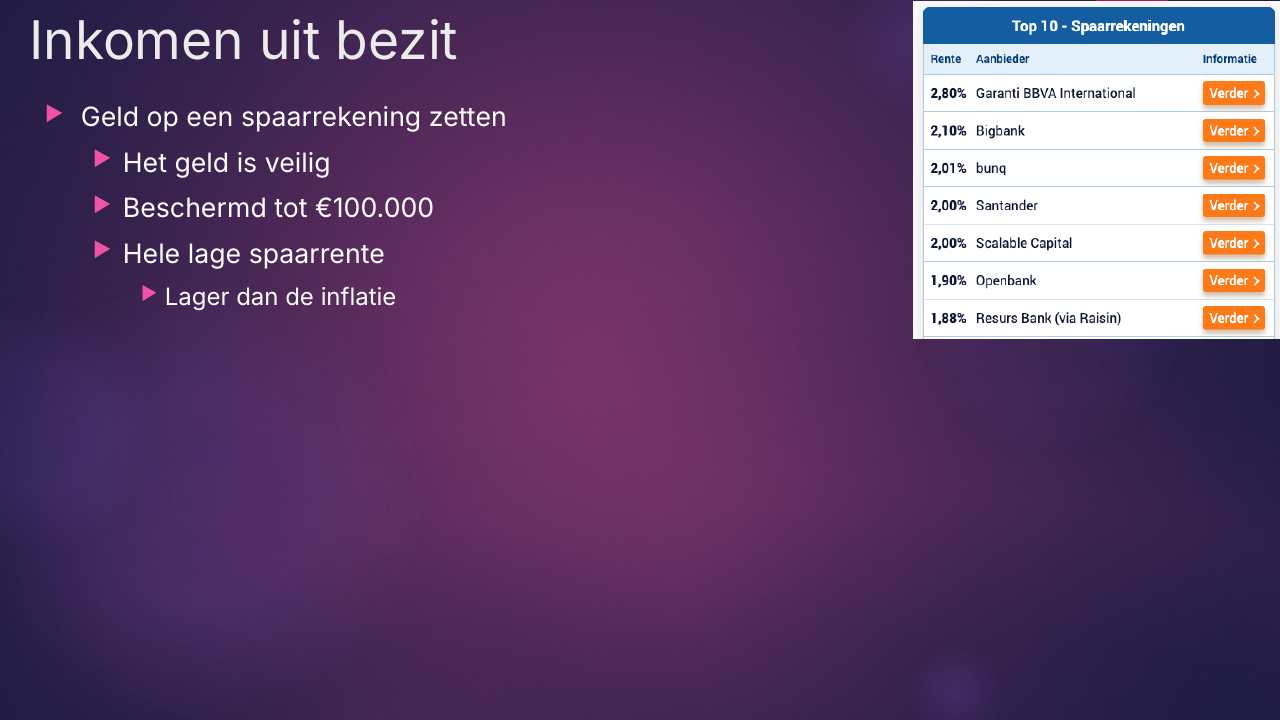 Inkomen uit bezit
Geld op een spaarrekening zetten
Het geld is veilig
Beschermd tot €100.000
Hele lage spaarrente
Lager dan de inflatie
Top 10 - Spaarrekeningen
Rente Aanbieder Informatie
2,80% Garanti BBVA International Verder >
2,10% Bigbank Verder >
2,01% bunq Verder >
2,00% Santander Verder >
2,00% Scalable Capital Verder >
1,90% Openbank Verder >
1,88% Resurs Bank (via Raisin) Verder >